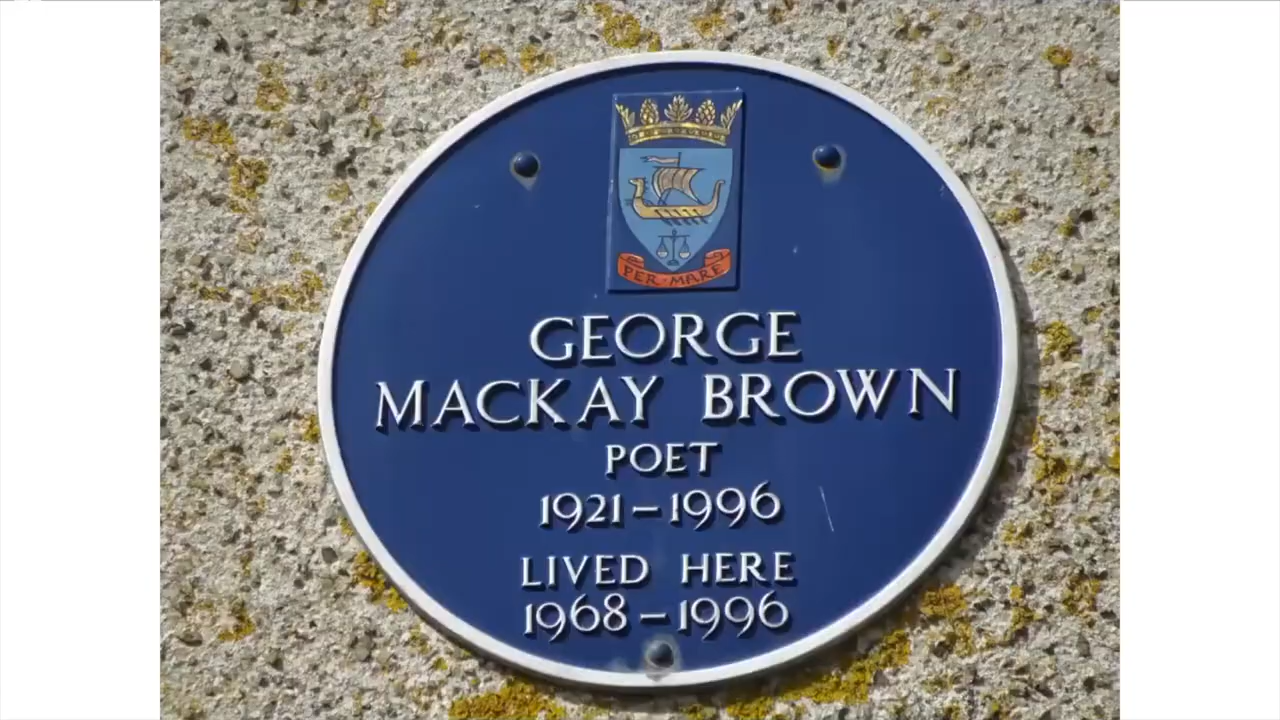 PER · MARE
GEORGE
MACKAY BROWN
POET
1921 – 1996
LIVED HERE
1968 – 1996